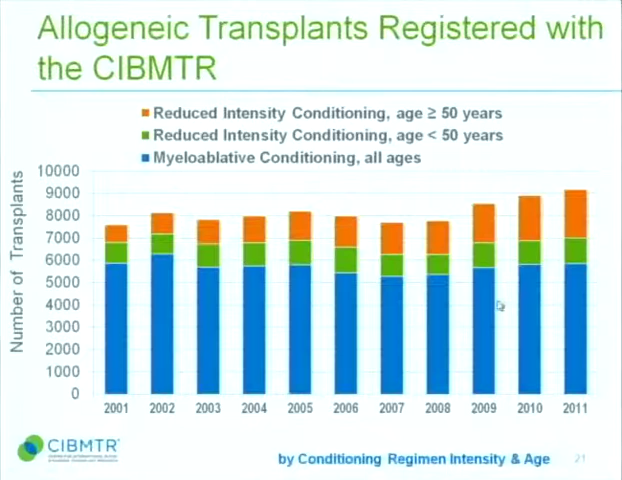 Allogeneic Transplants Registered with
the CIBMTR
Reduced Intensity Conditioning, age ≥ 50 years
Reduced Intensity Conditioning, age < 50 years
Myeloablative Conditioning, all ages
Number of Transplants
10000
9000
8000
7000
6000
5000
4000
3000
2000
1000
0
2001 2002 2003 2004 2005 2006 2007 2008 2009 2010 2011
CIBMTR
by Conditioning Regimen Intensity & Age
21